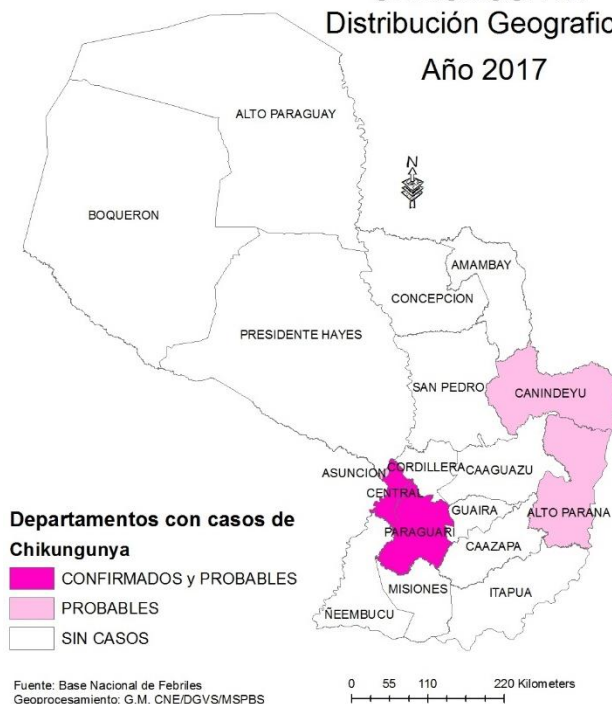 Distribución Geografic
Año 2017
N
ALTO PARAGUAY
BOQUERON
AMAMBAY
CONCEPCION
PRESIDENTE HAYES
SAN PEDRO
CANINDEYU
ASUNCION
CORDILLERA
CAAGUAZU
CENTRAL
GUAIRA
ALTO PARANA
PARAGUARI
CAAZAPA
MISIONES
ITAPUA
ÑEEMBUCU
Departamentos con casos de
Chikungunya
CONFIRMADOS y PROBABLES
PROBABLES
SIN CASOS
Fuente: Base Nacional de Febriles
Geoprocesamiento: G.M. CNE/DGVS/MSPBS
0 55 110 220 Kilometers